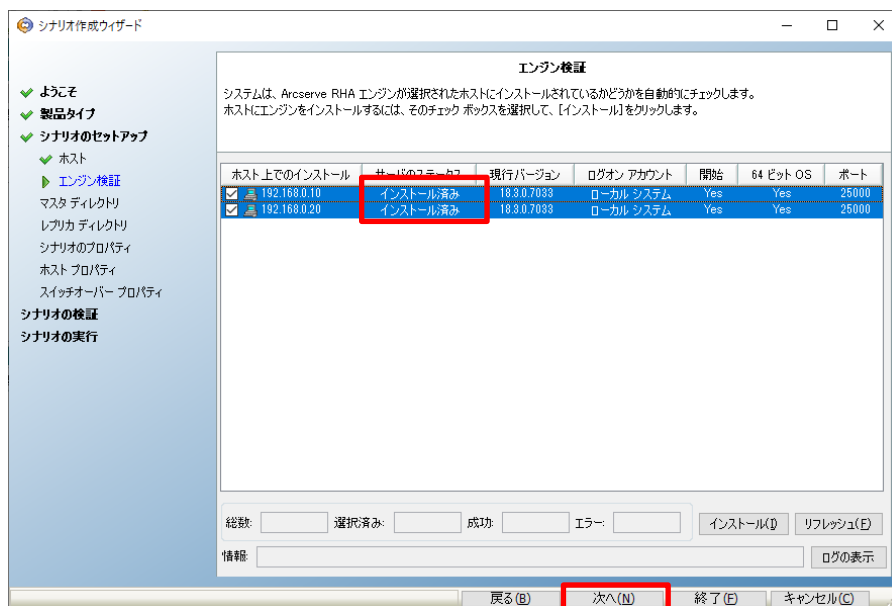 シナリオ作成ウィザード
エンジン検証
システムは、Arcserve RHA エンジンが選択されたホストにインストールされているかどうかを自動的にチェックします。
ホストにエンジンをインストールするには、そのチェック ボックスを選択して、[インストール]をクリックします。
ようこそ
製品タイプ
シナリオのセットアップ
ホスト
エンジン検証
マスタ ディレクトリ
レプリカ ディレクトリ
シナリオのプロパティ
ホスト プロパティ
スイッチオーバー プロパティ
シナリオの検証
シナリオの実行
ホスト上でのインストール サーバのステータス 現行バージョン ログオン アカウント 開始 64 ビット OS ポート
192.168.0.10 インストール済み 18.3.0.7033 ローカル システム Yes Yes 25000
192.168.0.20 インストール済み 18.3.0.7033 ローカル システム Yes Yes 25000
総数: 選択済み: 成功: エラー: インストール(I) リフレッシュ(F)
情報: ログの表示
戻る(B) 次へ(N) 終了(E) キャンセル(C)